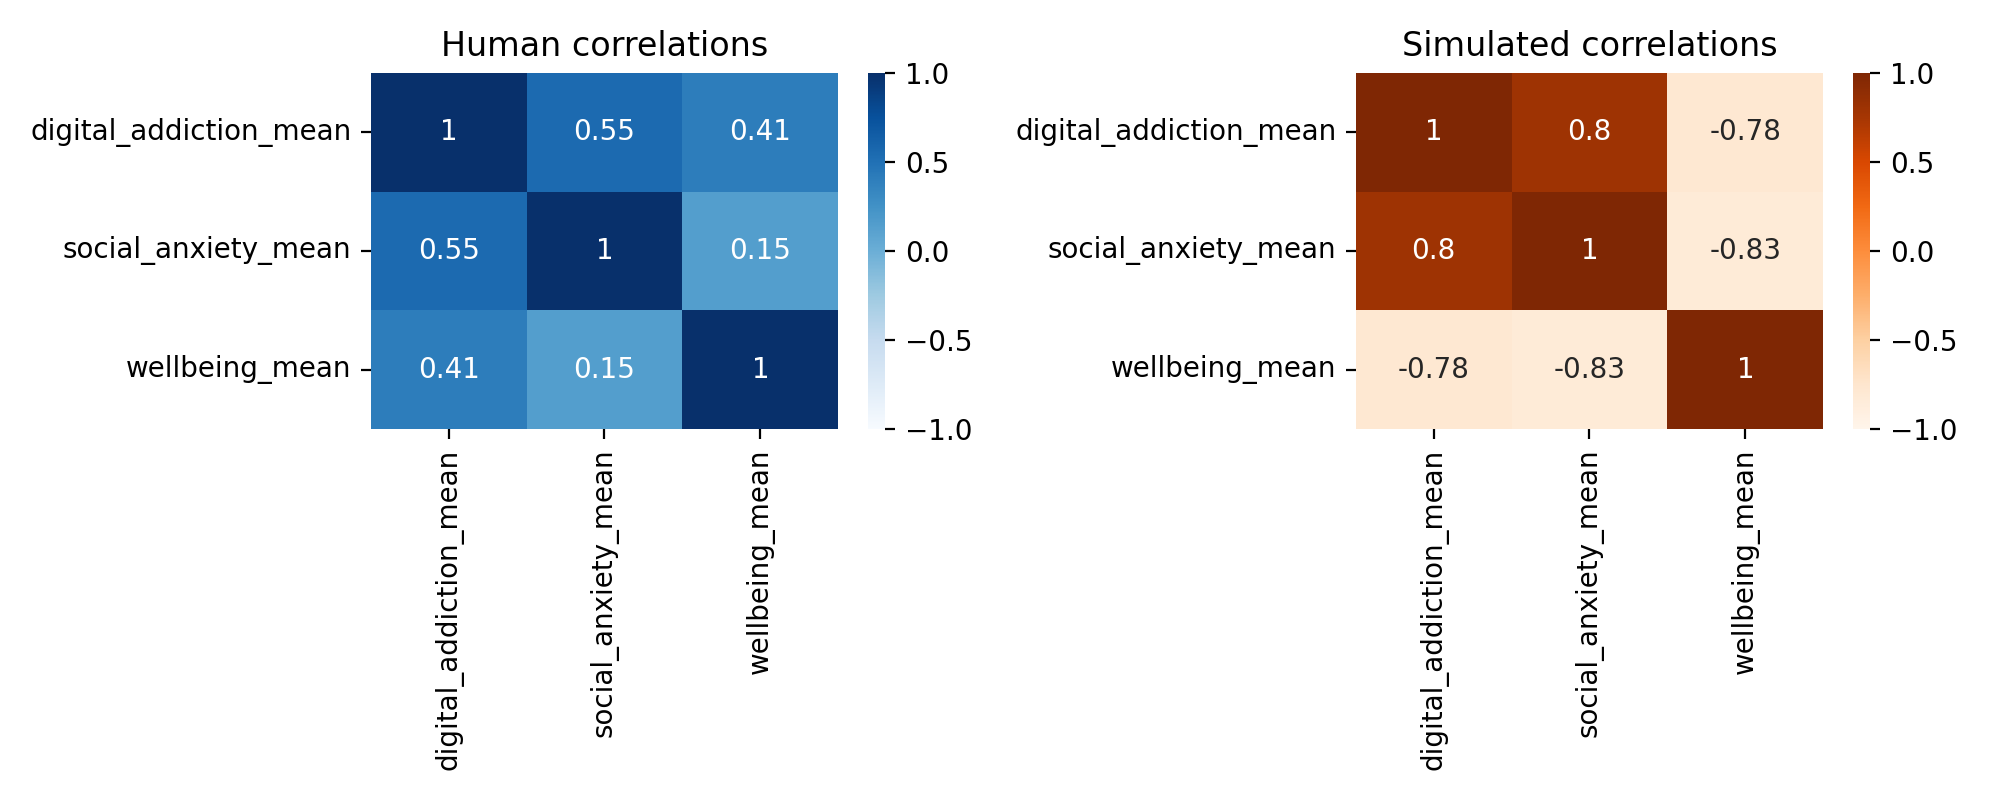 Human correlations
digital_addiction_mean
social_anxiety_mean
wellbeing_mean
1 0.55 0.41
0.55 1 0.15
0.41 0.15 1
digital_addiction_mean
social_anxiety_mean
wellbeing_mean
1.0
0.5
0.0
−0.5
−1.0
Simulated correlations
digital_addiction_mean
social_anxiety_mean
wellbeing_mean
1 0.8 -0.78
0.8 1 -0.83
-0.78 -0.83 1
digital_addiction_mean
social_anxiety_mean
wellbeing_mean
1.0
0.5
0.0
−0.5
−1.0